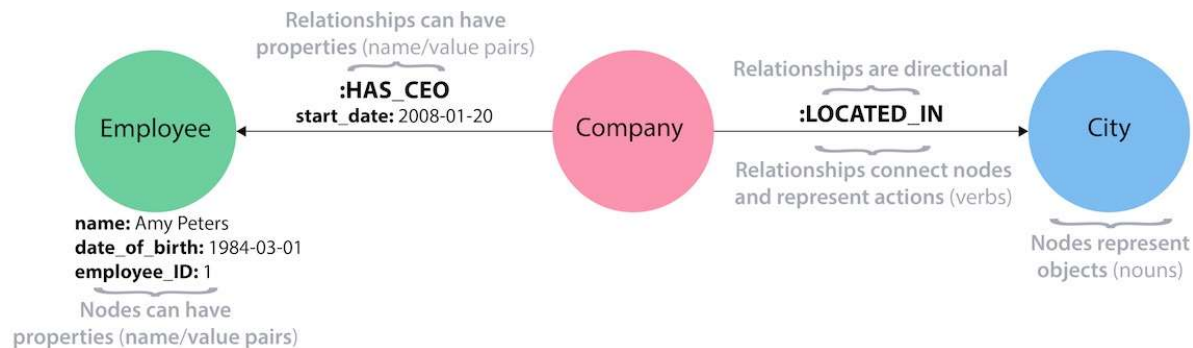 Relationships can have
properties (name/value pairs)
:HAS_CEO
start_date: 2008-01-20
Employee
Company
Relationships are directional
:LOCATED_IN
Relationships connect nodes
and represent actions (verbs)
City
name: Amy Peters
date_of_birth: 1984-03-01
employee_ID: 1
Nodes can have
properties (name/value pairs)
Nodes represent
objects (nouns)